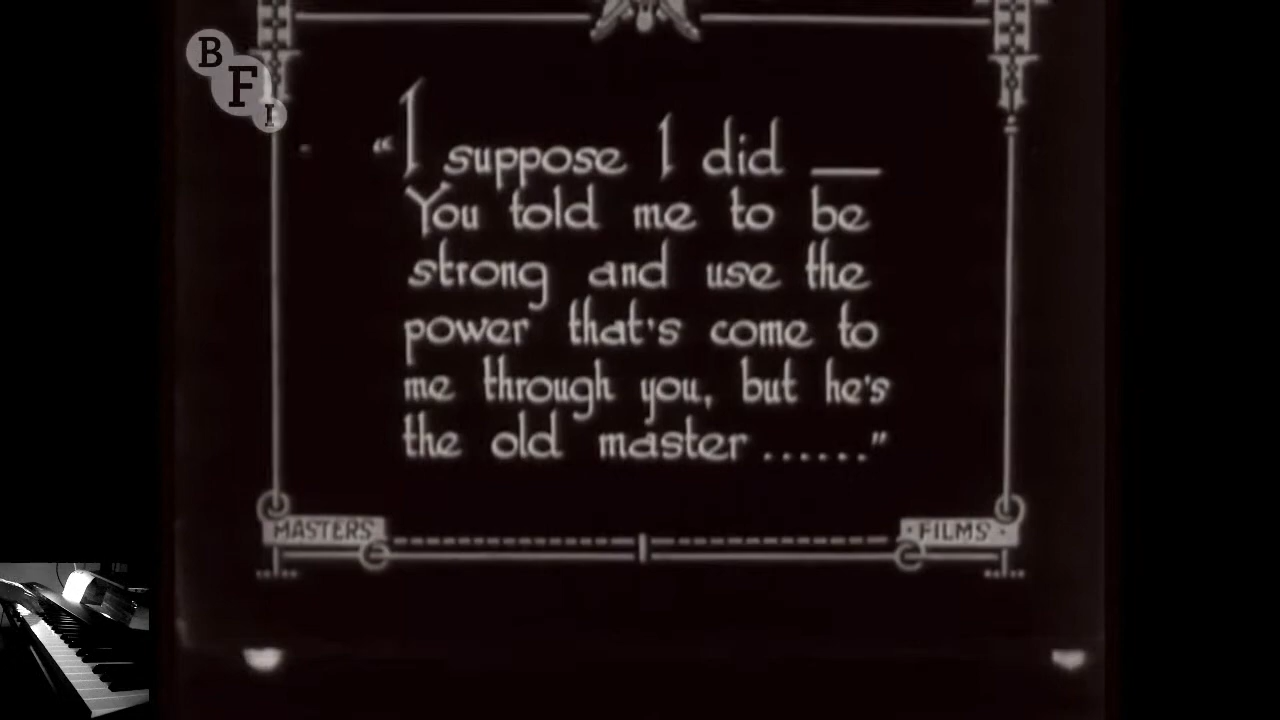 BFI
“I suppose I did —
You told me to be
strong and use the
power that's come to
me through you, but he's
the old master ......”
MASTERS
· FILMS ·